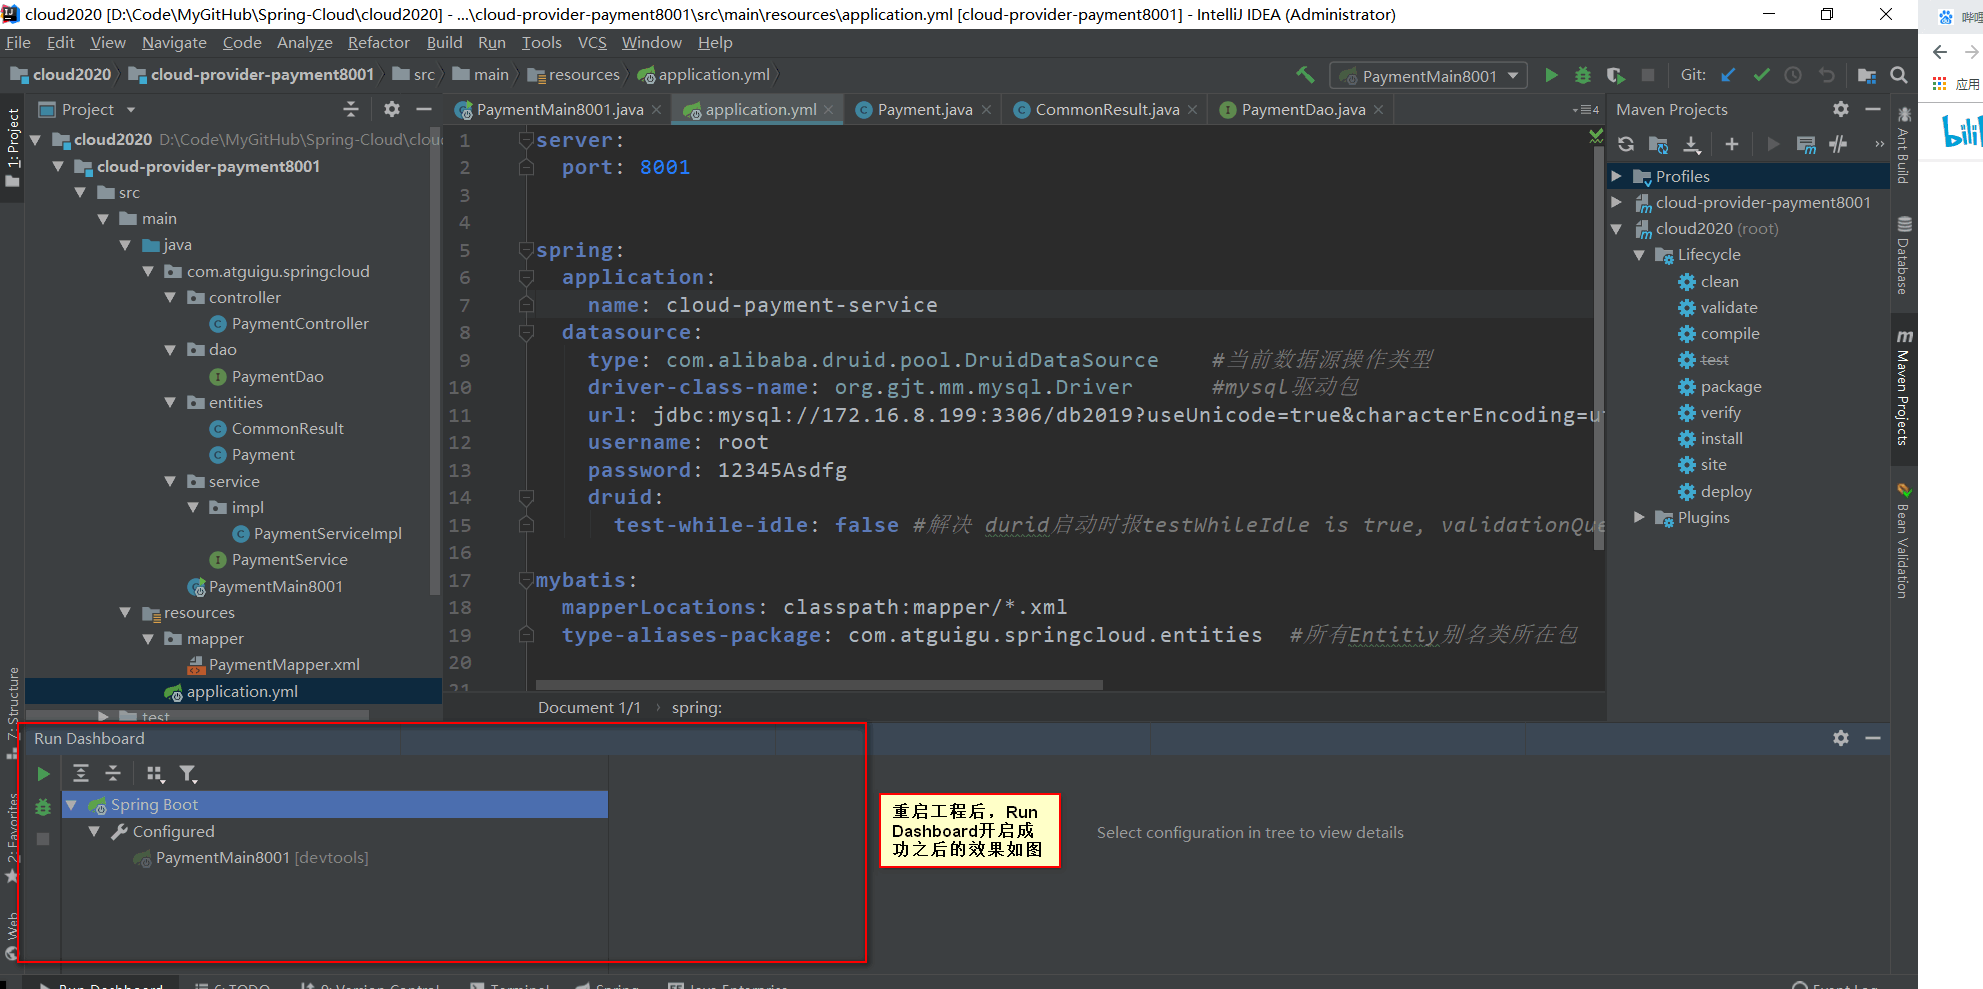 cloud2020 [D:\Code\MyGitHub\Spring-Cloud\cloud2020] - ...\cloud-provider-payment8001\src\main\resources\application.yml [cloud-provider-payment8001] - IntelliJ IDEA (Administrator)
File Edit View Navigate Code Analyze Refactor Build Run Tools VCS Window Help
cloud2020 cloud-provider-payment8001 src main resources application.yml PaymentMain8001 Git:
应用
Project PaymentMain8001.java application.yml Payment.java CommonResult.java PaymentDao.java 4 Maven Projects
1: Project
7: Structure
2: Favorites
Web
cloud2020 D:\Code\MyGitHub\Spring-Cloud\clou
cloud-provider-payment8001
src
main
java
com.atguigu.springcloud
controller
PaymentController
dao
PaymentDao
entities
CommonResult
Payment
service
impl
PaymentServiceImpl
PaymentService
PaymentMain8001
resources
mapper
PaymentMapper.xml
application.yml
test
1 server:
2 port: 8001
3
4
5 spring:
6 application:
7 name: cloud-payment-service
8 datasource:
9 type: com.alibaba.druid.pool.DruidDataSource #当前数据源操作类型
10 driver-class-name: org.gjt.mm.mysql.Driver #mysql驱动包
11 url: jdbc:mysql://172.16.8.199:3306/db2019?useUnicode=true&characterEncoding=u
12 username: root
13 password: 12345Asdfg
14 druid:
15 test-while-idle: false #解决 durid启动时报testWhileIdle is true, validationQue
16
17 mybatis:
18 mapperLocations: classpath:mapper/*.xml
19 type-aliases-package: com.atguigu.springcloud.entities #所有Entitiy别名类所在包
20
21
Document 1/1 › spring:
Profiles
cloud-provider-payment8001
cloud2020 (root)
Lifecycle
clean
validate
compile
test
package
verify
install
site
deploy
Plugins
Ant Build
Database
Maven Projects
Bean Validation
Run Dashboard
Spring Boot
Configured
PaymentMain8001 [devtools]
重启工程后，Run
Dashboard开启成
功之后的效果如图
Select configuration in tree to view details
Run Dashboard 6: TODO 9: Version Control Terminal Spring Java Enterprise Event Log